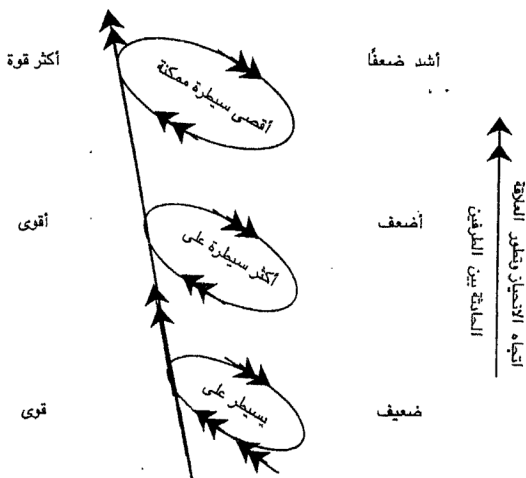 أشد ضعفًا
أقصى سيطرة ممكنة
أكثر قوة
أضعف
أكثر سيطرة على
أقوى
ضعيف
يسيطر على
قوى
اتجاه الانحياز وتطور العلاقة
الحادثة بين الطرفين